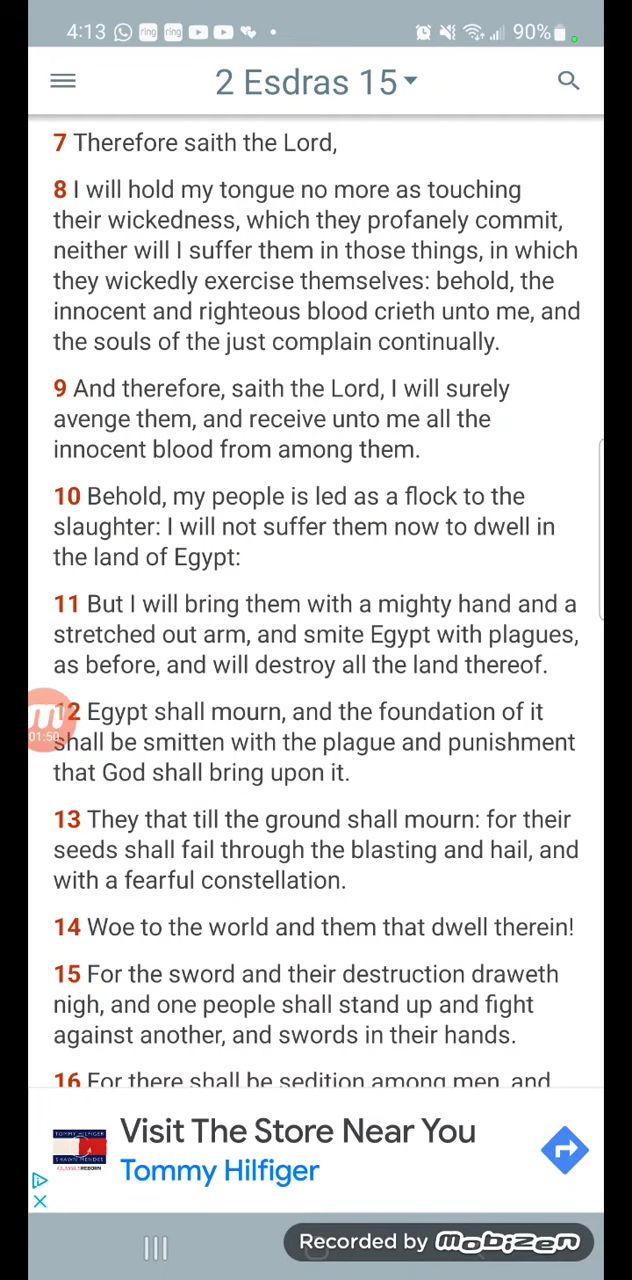 4:13 ring ring 90%
2 Esdras 15
7 Therefore saith the Lord,
8 I will hold my tongue no more as touching
their wickedness, which they profanely commit,
neither will I suffer them in those things, in which
they wickedly exercise themselves: behold, the
innocent and righteous blood crieth unto me, and
the souls of the just complain continually.
9 And therefore, saith the Lord, I will surely
avenge them, and receive unto me all the
innocent blood from among them.
10 Behold, my people is led as a flock to the
slaughter: I will not suffer them now to dwell in
the land of Egypt:
11 But I will bring them with a mighty hand and a
stretched out arm, and smite Egypt with plagues,
as before, and will destroy all the land thereof.
12 Egypt shall mourn, and the foundation of it
01:50 shall be smitten with the plague and punishment
that God shall bring upon it.
13 They that till the ground shall mourn: for their
seeds shall fail through the blasting and hail, and
with a fearful constellation.
14 Woe to the world and them that dwell therein!
15 For the sword and their destruction draweth
nigh, and one people shall stand up and fight
against another, and swords in their hands.
16 For there shall be sedition among men, and
Visit The Store Near You
TOMMY HILFIGER
SHAWN MENDES
CLASSICS REBORN
Tommy Hilfiger
Recorded by mobizen